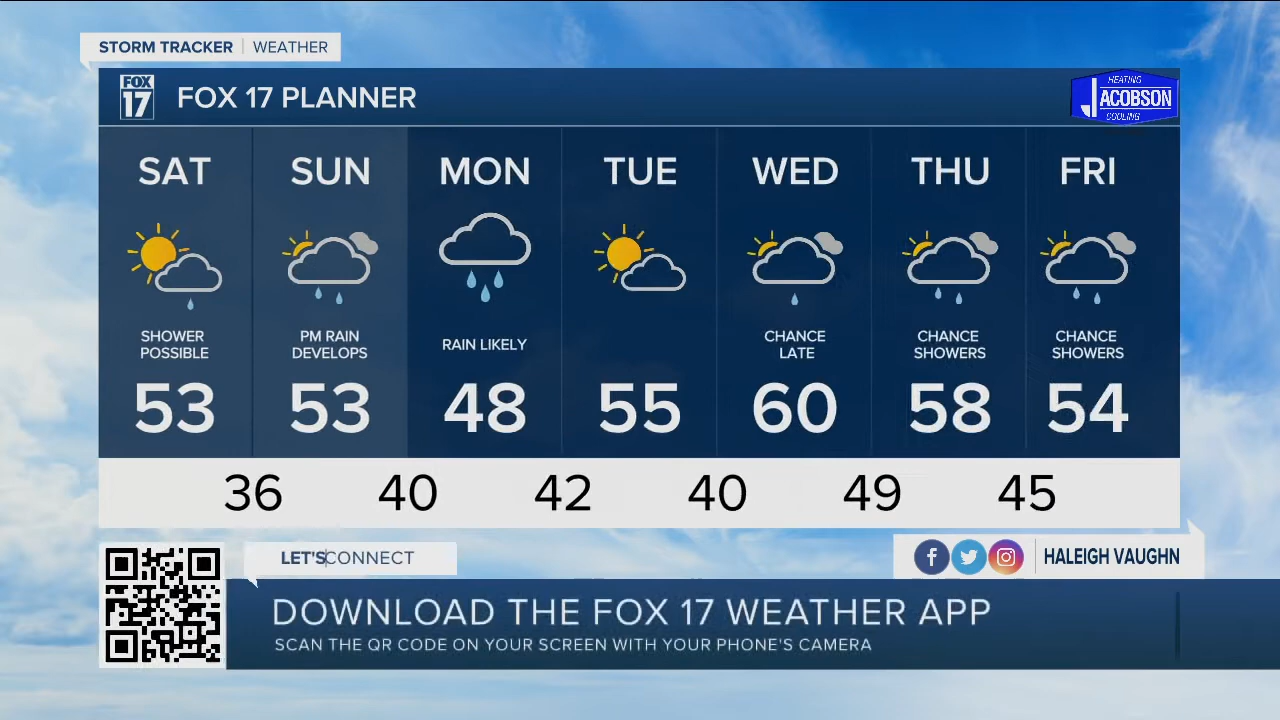 STORM TRACKER | WEATHER
FOX
17
FOX 17 PLANNER
HEATING
JACOBSON
COOLING
SAT SUN MON TUE WED THU FRI
SHOWER POSSIBLE
PM RAIN DEVELOPS
RAIN LIKELY
CHANCE LATE
CHANCE SHOWERS
CHANCE SHOWERS
53 53 48 55 60 58 54
36 40 42 40 49 45
LET'S CONNECT
HALEIGH VAUGHN
DOWNLOAD THE FOX 17 WEATHER APP
SCAN THE QR CODE ON YOUR SCREEN WITH YOUR PHONE'S CAMERA